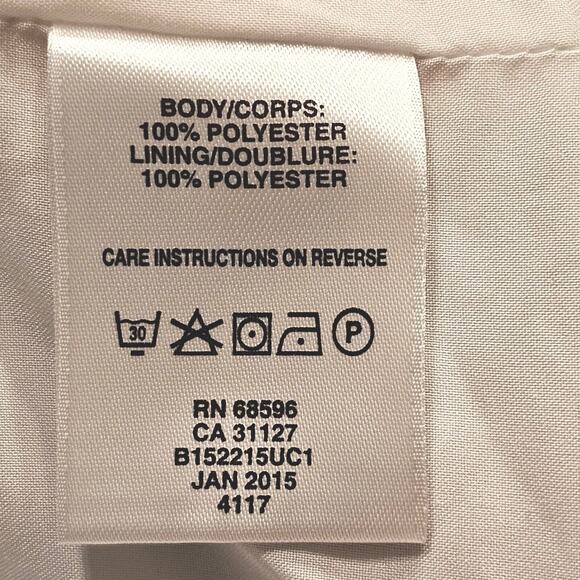 BODY/CORPS:
100% POLYESTER
LINING/DOUBLURE:
100% POLYESTER
CARE INSTRUCTIONS ON REVERSE
30 P
RN 68596
CA 31127
B152215UC1
JAN 2015
4117